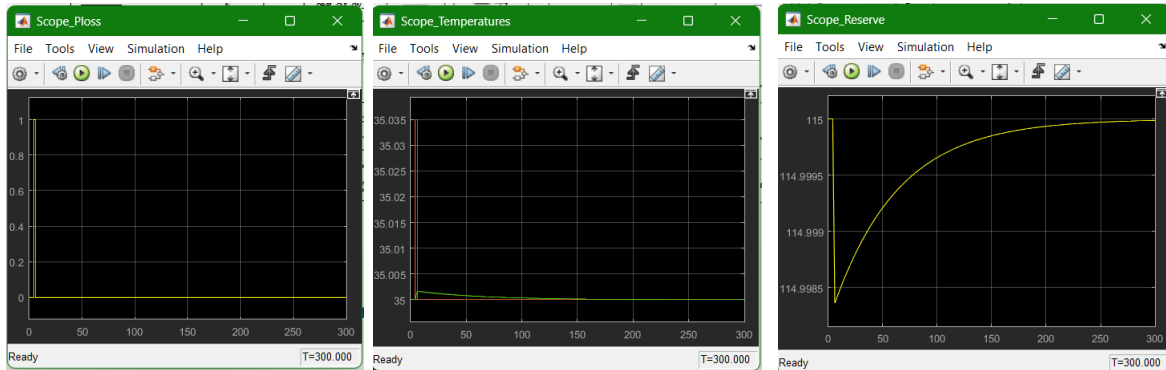 Scope_Ploss
File Tools View Simulation Help
1
0.8
0.6
0.4
0.2
0
0 50 100 150 200 250 300
Ready T=300.000
Scope_Temperatures
File Tools View Simulation Help
35.035
35.03
35.025
35.02
35.015
35.01
35.005
35
0 50 100 150 200 250 300
Ready T=300.000
Scope_Reserve
File Tools View Simulation Help
115
114.9995
114.999
114.9985
0 50 100 150 200 250 300
Ready T=300.000